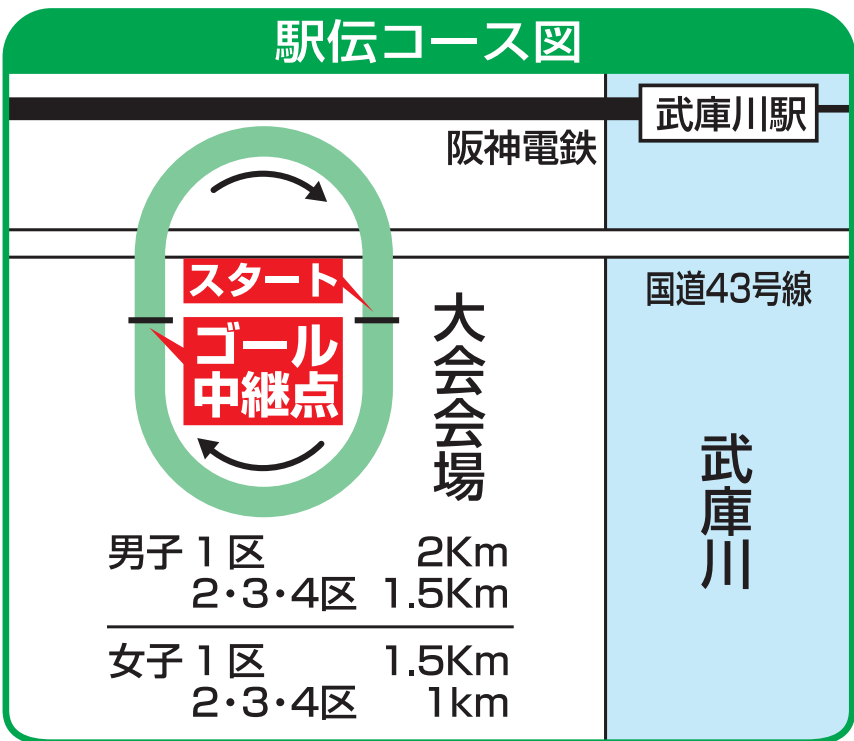 駅伝コース図
武庫川駅
阪神電鉄
スタート
国道43号線
ゴール
中継点
大会会場
武庫川
男子1区 2Km
2・3・4区 1.5Km
女子1区 1.5Km
2・3・4区 1km